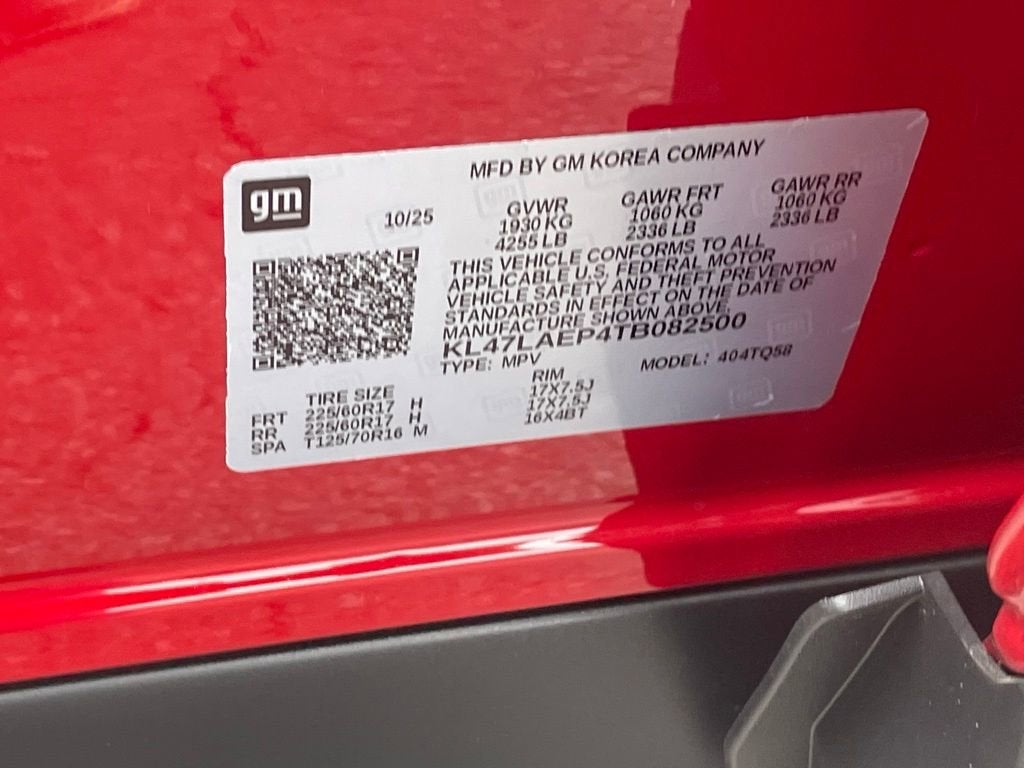 MFD BY GM KOREA COMPANY
gm
10/25
GVWR GAWR FRT GAWR RR
1930 KG 1060 KG 1060 KG
4255 LB 2336 LB 2336 LB
THIS VEHICLE CONFORMS TO ALL
APPLICABLE U.S. FEDERAL MOTOR
VEHICLE SAFETY AND THEFT PREVENTION
STANDARDS IN EFFECT ON THE DATE OF
MANUFACTURE SHOWN ABOVE.
KL47LAEP4TB082500
TYPE: MPV MODEL: 404TQ58
TIRE SIZE RIM
FRT 225/60R17 H 17X7.5J
RR 225/60R17 H 17X7.5J
SPA T125/70R16 M 16X4BT